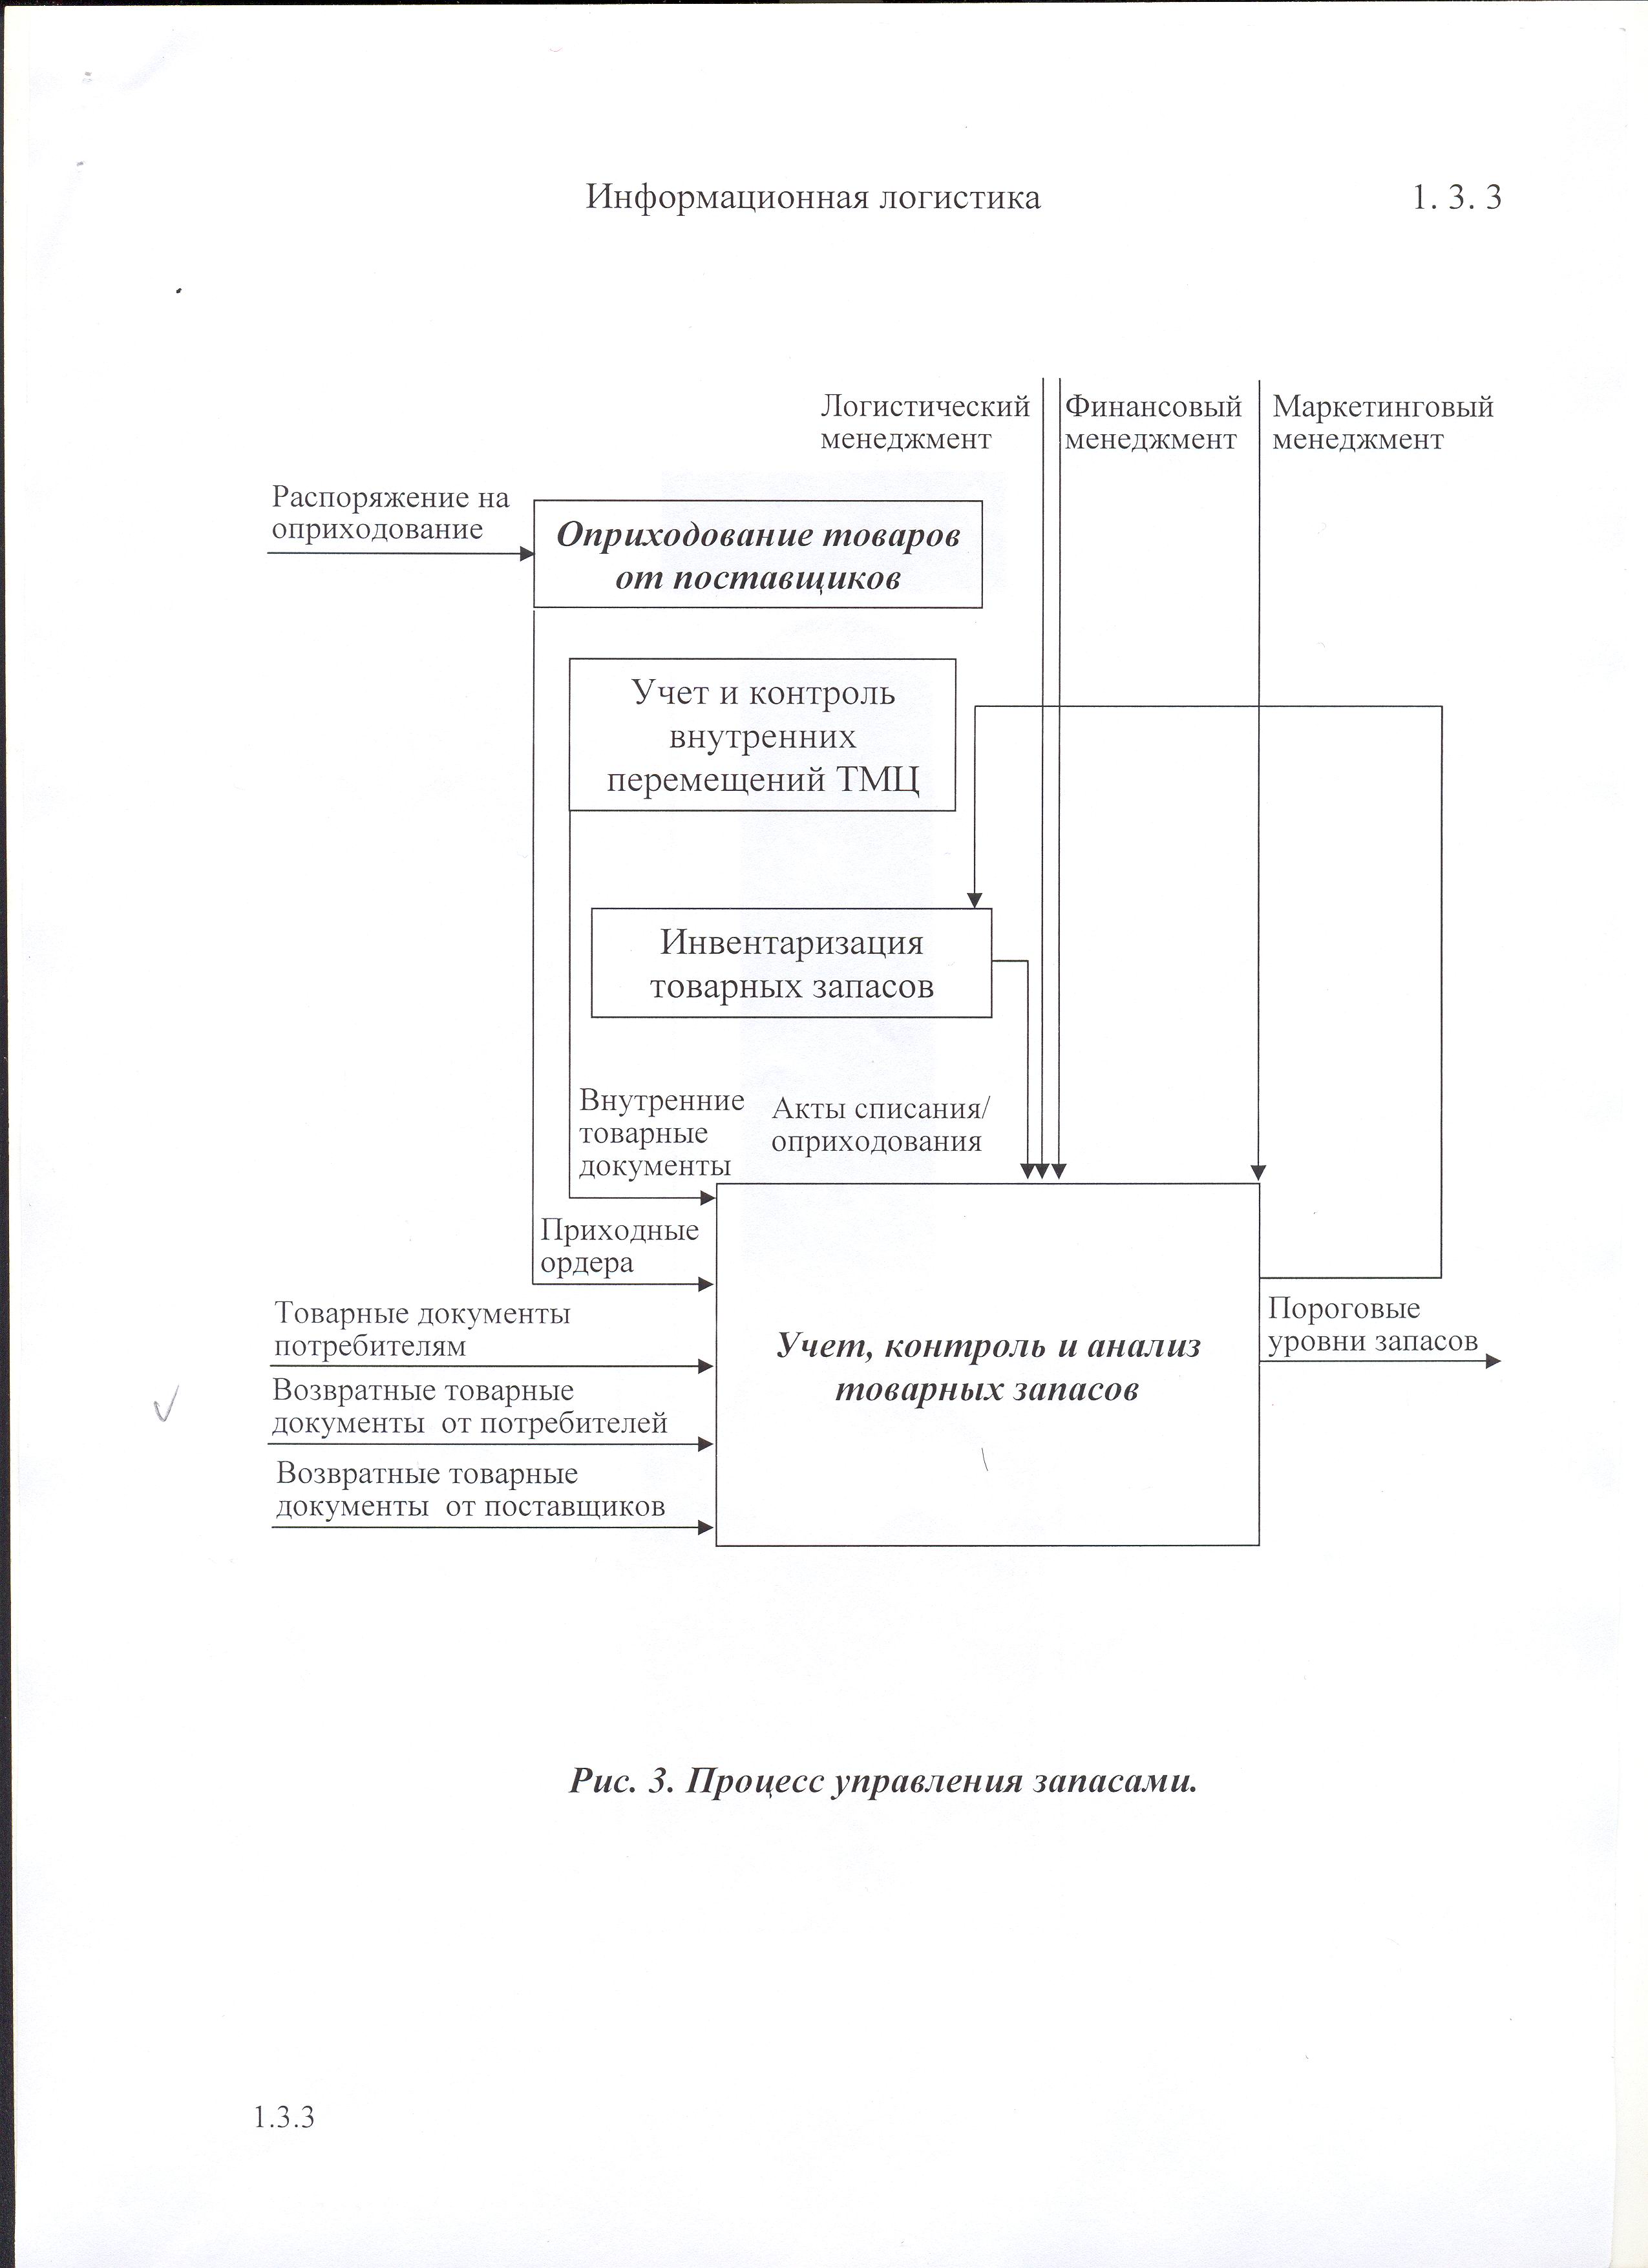 Информационная логистика
1. 3. 3
Логистический
менеджмент
Финансовый
менеджмент
Маркетинговый
менеджмент
Распоряжение на
оприходование
Оприходование товаров
от поставщиков
Учет и контроль
внутренних
перемещений ТМЦ
Инвентаризация
товарных запасов
Внутренние
товарные
документы
Акты списания/
оприходования
Приходные
ордера
Товарные документы
потребителям
Возвратные товарные
документы от потребителей
Возвратные товарные
документы от поставщиков
Учет, контроль и анализ
товарных запасов
Пороговые
уровни запасов
Рис. 3. Процесс управления запасами.
1.3.3